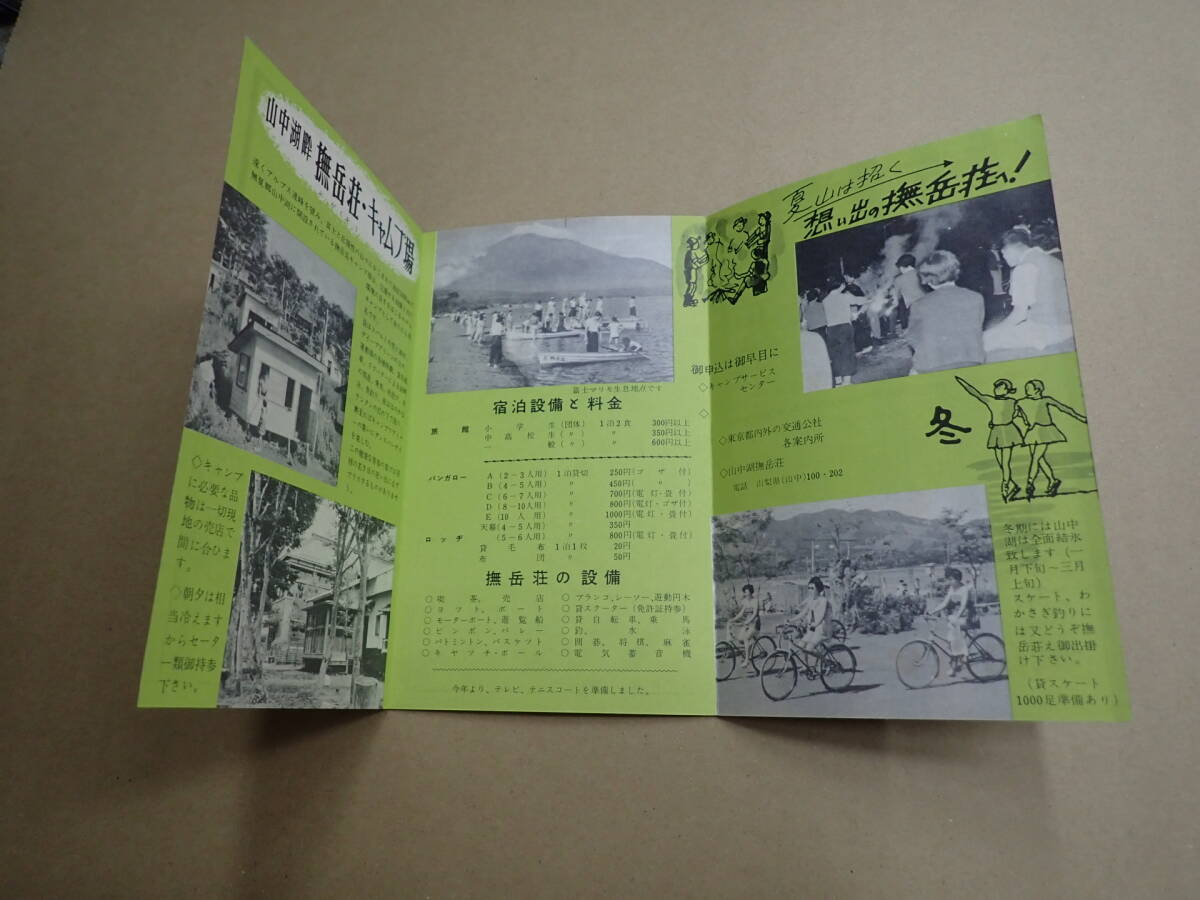 山中湖畔 撫岳荘・キャムプ場
◇キャンプ
に必要な品
物は一切現
地の売店で
間に合ひま
す。
◇朝夕は相
当冷えます
からセータ
ー類御持参
下さい。
富士マリモ生息地点です
宿泊設備と料金
旅館 小学生(団体) 1泊2食 300円以上
中高校生(〃) 〃 350円以上
一般(〃) 〃 600円以上
バンガロー A(2-3人用) 1泊貸切 250円(ゴザ付)
B(4-5人用) 〃 450円(〃)
C(6-7人用) 〃 700円(電灯・畳付)
D(8-10人用) 〃 800円(電灯・ゴザ付)
E(10人用) 〃 1000円(電灯・畳付)
天幕(4-5人用) 〃 350円
ロッヂ (5-6人用) 〃 800円(電灯・畳付)
貸毛布 1泊1枚 20円
布団 〃 50円
撫岳荘の設備
○喫茶、売店
○ヨット、ボート
○モーターボート、遊覧船
○ピンポン、バレー
○バトミントン、バスケット
○キヤツチ・ボール
○ブランコ、シーソー、遊動円木
○貸スクーター(免許証持参)
○貸自転車、乗馬
○釣、水泳
○囲碁、将棋、麻雀
○電気蓄音機
今年より、テレビ、テニスコートを準備しました。
夏山は招く
想い出の撫岳荘へ!
御申込は御早目に
◇キャンプサービス
センター
◇
◇東京都内外の交通公社
各案内所
◇山中湖撫岳荘
電話 山梨県(山中)100・202
冬
冬期には山中
湖は全面結氷
致します(一
月下旬~三月
上旬)
スケート、わ
かさぎ釣りに
は又どうぞ撫
岳荘え御出掛
け下さい。
(貸スケート
1000足準備あり)